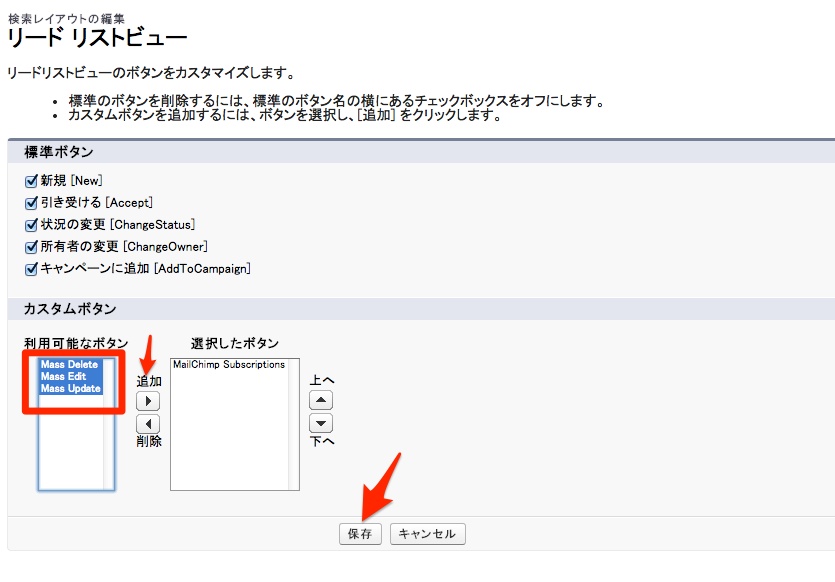 検索レイアウトの編集
リード リストビュー
リードリストビューのボタンをカスタマイズします。
• 標準のボタンを削除するには、標準のボタン名の横にあるチェックボックスをオフにします。
• カスタムボタンを追加するには、ボタンを選択し、[追加] をクリックします。
標準ボタン
新規 [New]
引き受ける [Accept]
状況の変更 [ChangeStatus]
所有者の変更 [ChangeOwner]
キャンペーンに追加 [AddToCampaign]
カスタムボタン
利用可能なボタン
Mass Delete
Mass Edit
Mass Update
追加
削除
選択したボタン
MailChimp Subscriptions
上へ
下へ
保存
キャンセル